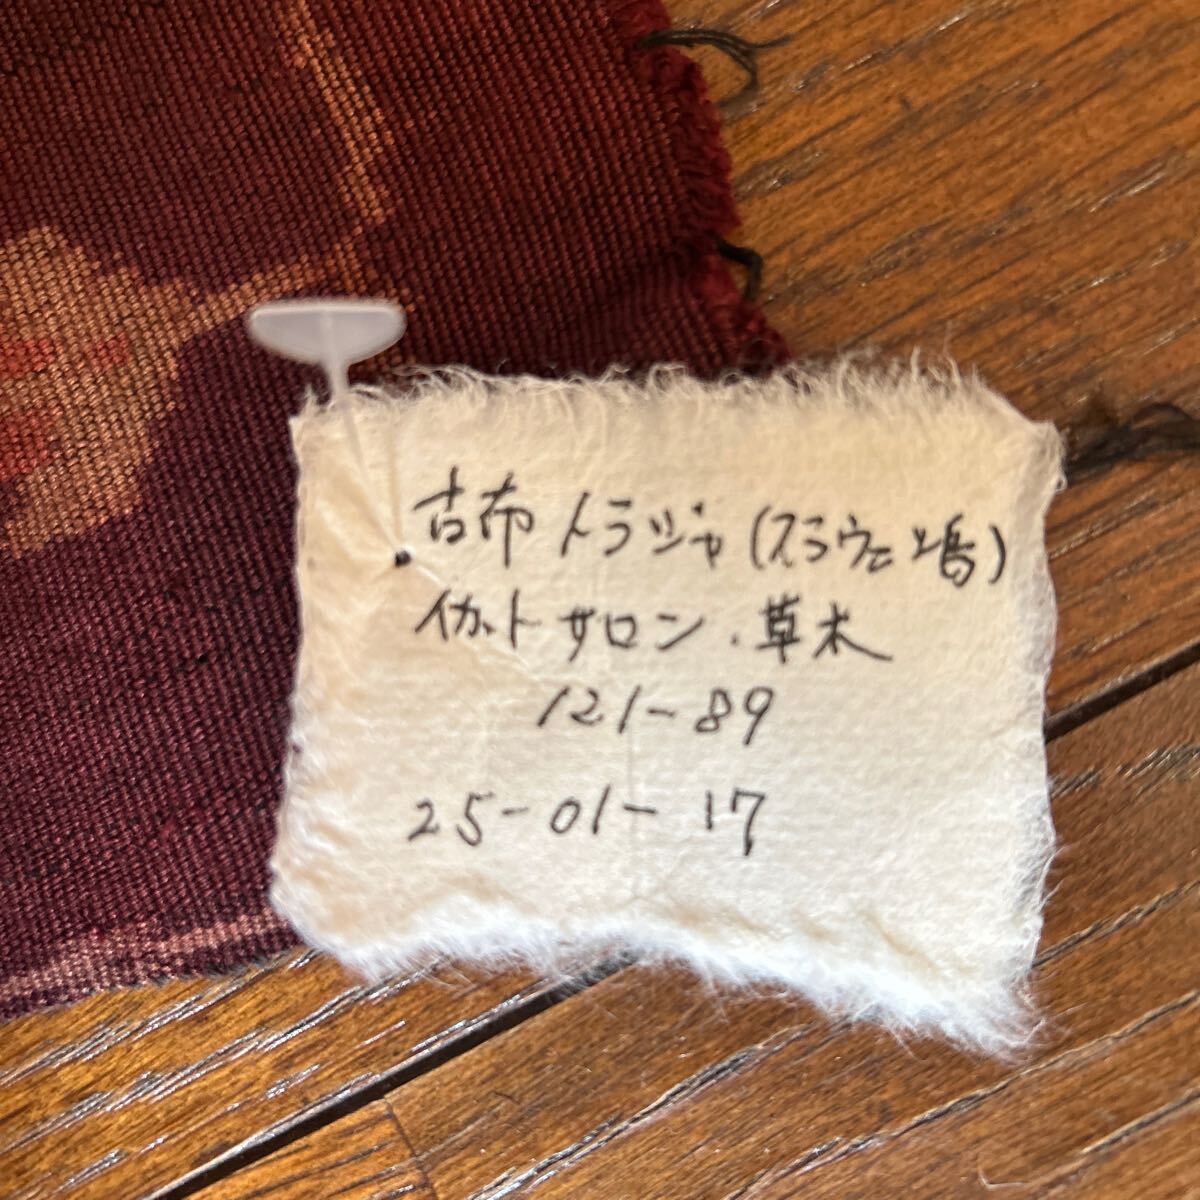 古布 トラジャ (スラウェシ島)
イカット サロン . 草木
121-89
25-01-17